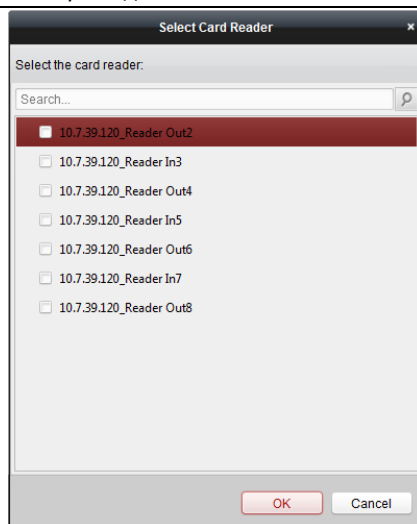 Select Card Reader ×
Select the card reader:
Search...
10.7.39.120_Reader Out2
10.7.39.120_Reader In3
10.7.39.120_Reader Out4
10.7.39.120_Reader In5
10.7.39.120_Reader Out6
10.7.39.120_Reader In7
10.7.39.120_Reader Out8
OK Cancel